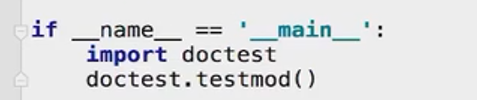 if __name__ == '__main__':
    import doctest
    doctest.testmod()